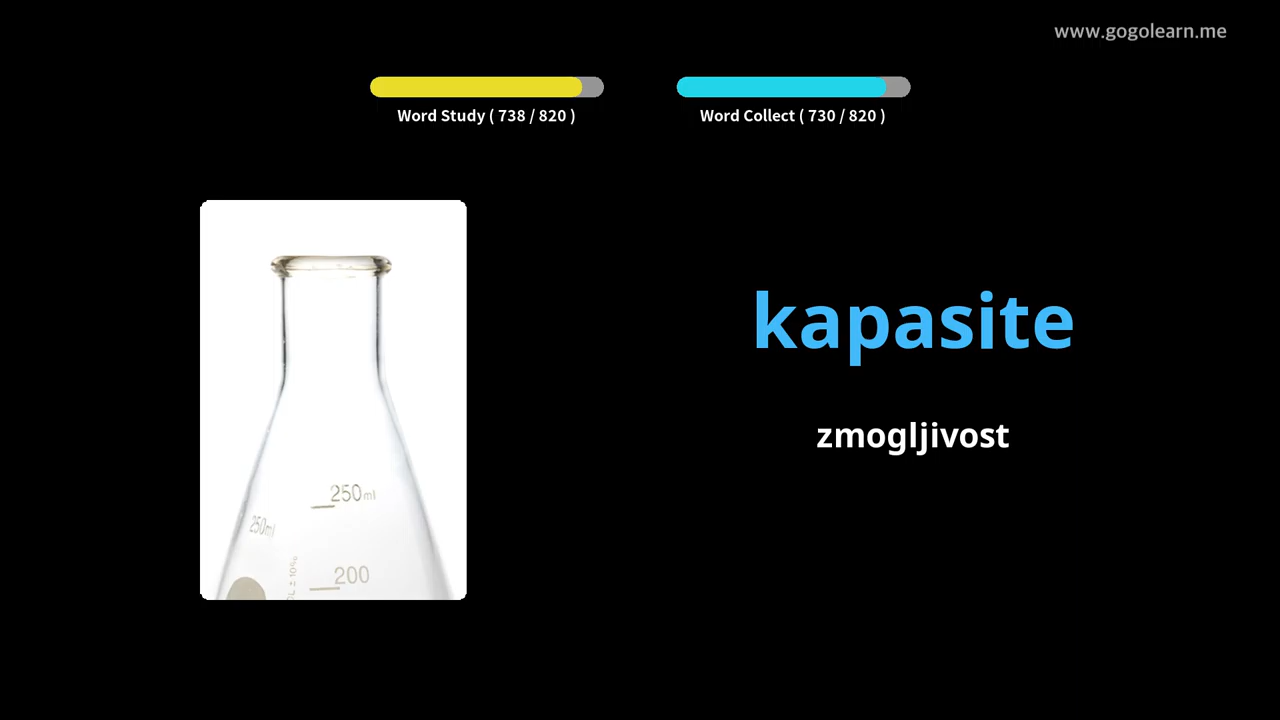 www.gogolearn.me
Word Study ( 738 / 820 )
Word Collect ( 730 / 820 )
kapasite
zmogljivost
250ml
250ml
200